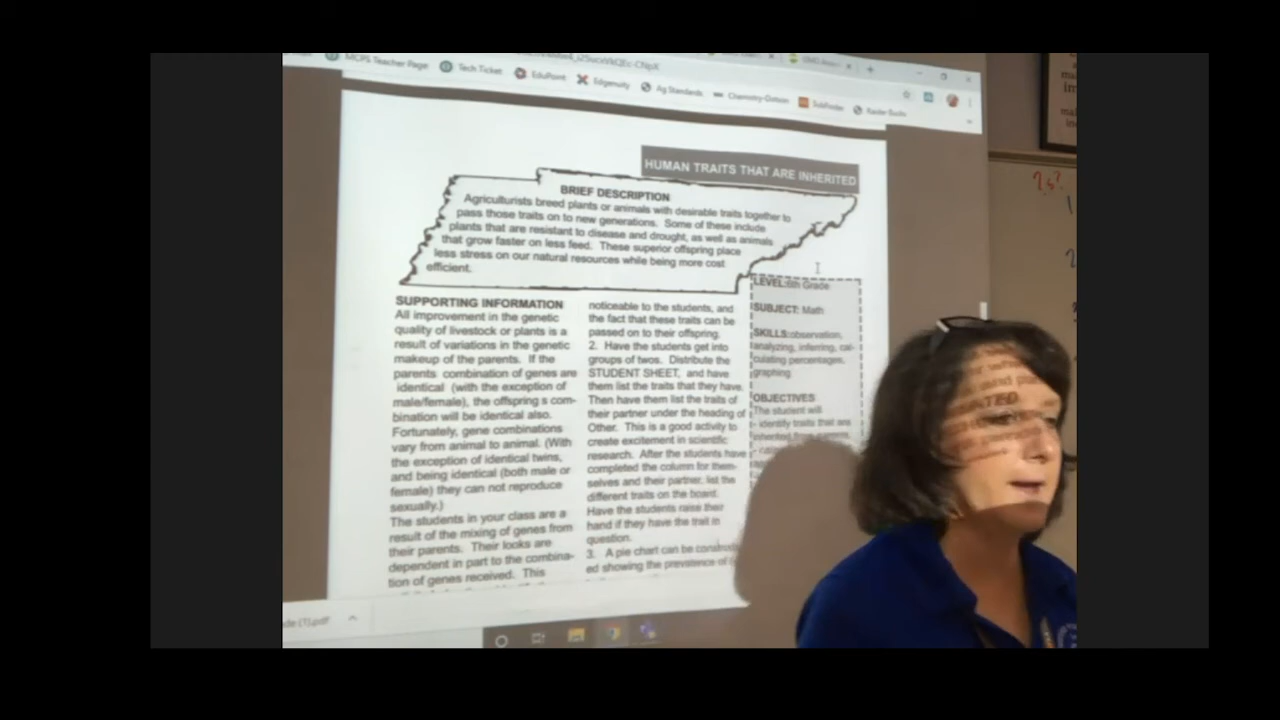 MCPS Teacher Page
Tech Ticket
EduPoint
Edgenuity
Ag Standards
HUMAN TRAITS THAT ARE INHERITED
BRIEF DESCRIPTION
Agriculturists breed plants or animals with desirable traits together to
pass those traits on to new generations. Some of these include
plants that are resistant to disease and drought, as well as animals
that grow faster on less feed. These superior offspring place
less stress on our natural resources while being more cost
efficient.
SUPPORTING INFORMATION
All improvement in the genetic
quality of livestock or plants is a
result of variations in the genetic
makeup of the parents. If the
parents combination of genes are
identical (with the exception of
male/female), the offspring s com-
bination will be identical also.
Fortunately, gene combinations
vary from animal to animal. (With
the exception of identical twins,
and being identical (both male or
female) they can not reproduce
sexually.)
The students in your class are a
result of the mixing of genes from
their parents. Their looks are
dependent in part to the combina-
tion of genes received. This
noticeable to the students, and
the fact that these traits can be
passed on to their offspring.
2. Have the students get into
groups of twos. Distribute the
STUDENT SHEET, and have
them list the traits that they have.
Then have them list the traits of
their partner under the heading of
Other. This is a good activity to
create excitement in scientific
research. After the students have
completed the column for them-
selves and their partner, list the
different traits on the board.
Have the students raise their
hand if they have the trait in
question.
3. A pie chart can be
ed showing the prevalence of
LEVEL:6th Grade
SUBJECT: Math
SKILLS:observation,
analyzing, inferring, cal-
culating percentages,
graphing
OBJECTIVES
The student will
- identify traits that are